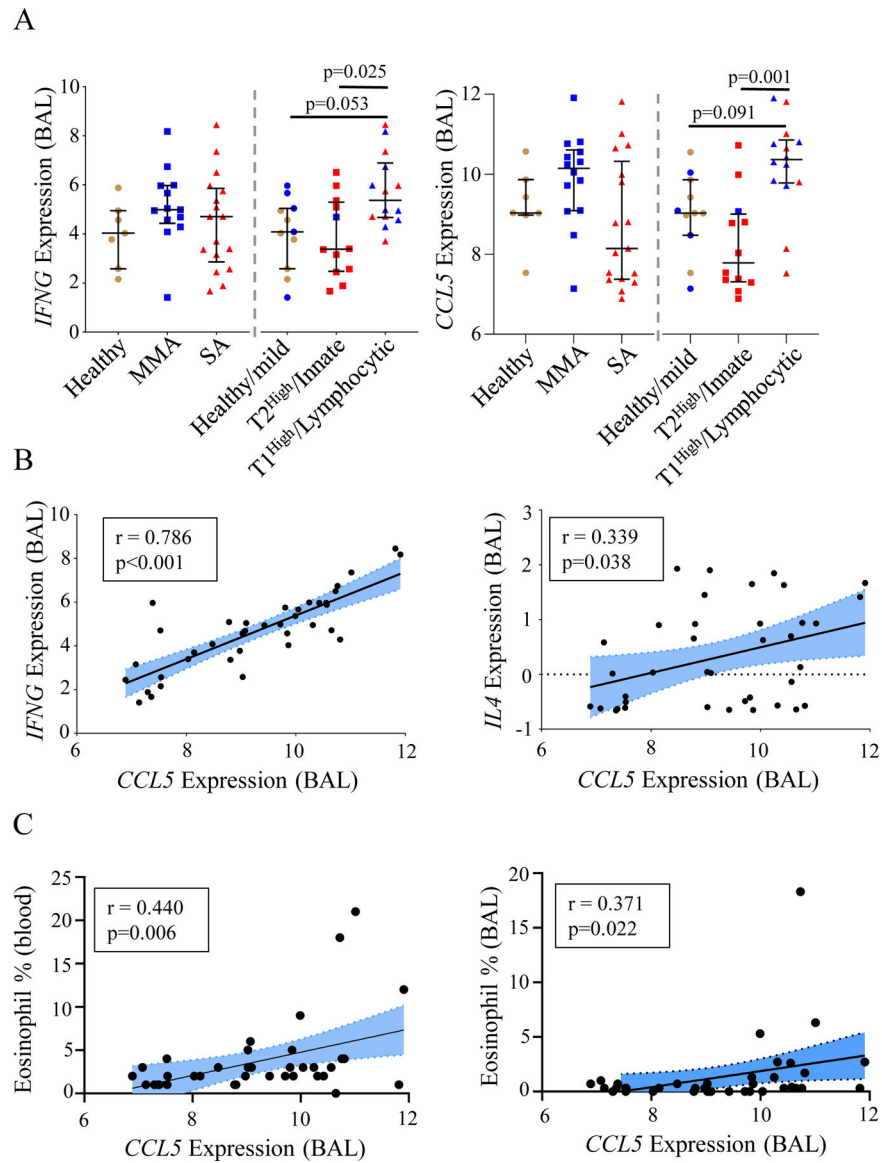 A
IFNG Expression (BAL)
10
8
6
4
2
0
p=0.025
p=0.053
Healthy
MMA
SA
Healthy/mild
T2High/Innate
T1High/Lymphocytic
CCL5 Expression (BAL)
12
10
8
6
p=0.001
p=0.091
Healthy
MMA
SA
Healthy/mild
T2High/Innate
T1High/Lymphocytic
B
IFNG Expression (BAL)
10
8
6
4
2
0
r = 0.786
p<0.001
6 8 10 12
CCL5 Expression (BAL)
IL4 Expression (BAL)
3
2
1
0
-1
r = 0.339
p=0.038
6 8 10 12
CCL5 Expression (BAL)
C
Eosinophil % (blood)
25
20
15
10
5
0
r = 0.440
p=0.006
6 8 10 12
CCL5 Expression (BAL)
Eosinophil % (BAL)
20
15
10
5
0
r = 0.371
p=0.022
6 8 10 12
CCL5 Expression (BAL)